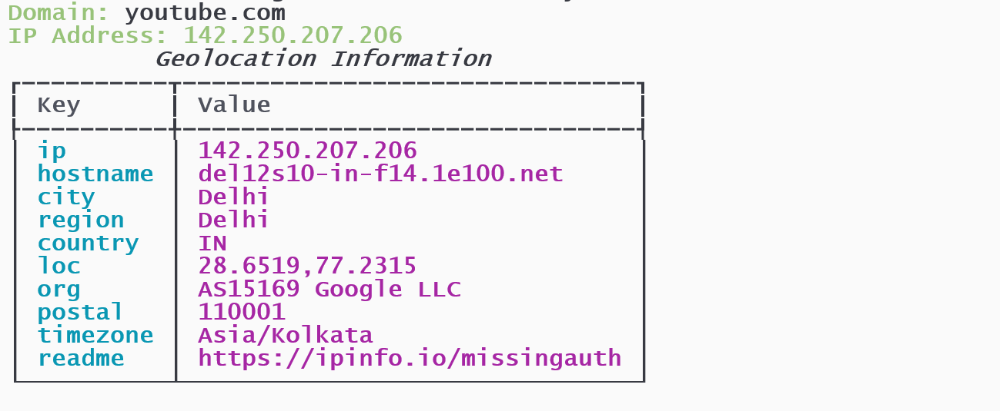 Domain: youtube.com
IP Address: 142.250.207.206
Geolocation Information
Key Value
ip 142.250.207.206
hostname del12s10-in-f14.1e100.net
city Delhi
region Delhi
country IN
loc 28.6519,77.2315
org AS15169 Google LLC
postal 110001
timezone Asia/Kolkata
readme https://ipinfo.io/missingauth